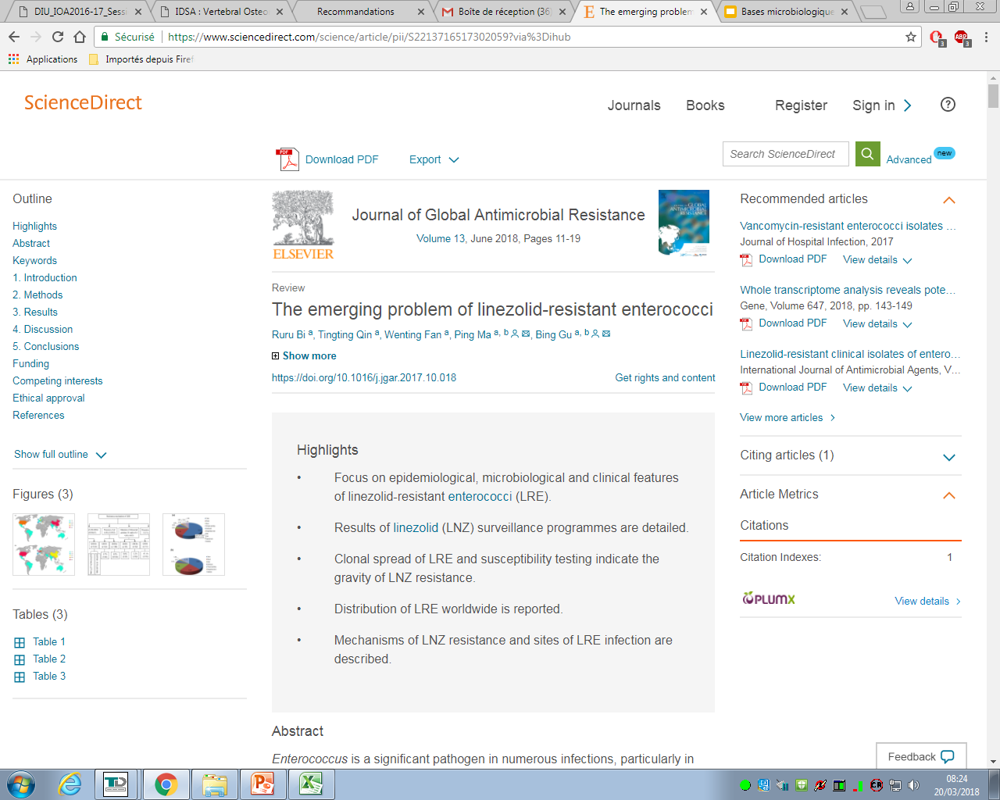 DIU_IOA2016-17_Sess
IDSA : Vertebral Osteo
Recommandations
Boîte de réception (36)
The emerging problem
Bases microbiologique
Sécurisé
https://www.sciencedirect.com/science/article/pii/S2213716517302059?via%3Dihub
3
ABP
3
Applications
Importés depuis Firef
ScienceDirect
Journals
Books
Register
Sign in
?
PDF
Download PDF
Export
Search ScienceDirect
Advanced
new
Outline
Highlights
Abstract
Keywords
1. Introduction
2. Methods
3. Results
4. Discussion
5. Conclusions
Funding
Competing interests
Ethical approval
References
Show full outline
Figures (3)
Tables (3)
Table 1
Table 2
Table 3
ELSEVIER
Journal of Global Antimicrobial Resistance
Volume 13, June 2018, Pages 11-19
Review
The emerging problem of linezolid-resistant enterococci
Ruru Bi a, Tingting Qin a, Wenting Fan a, Ping Ma a, b, Bing Gu a, b
Show more
https://doi.org/10.1016/j.jgar.2017.10.018
Get rights and content
Highlights
• Focus on epidemiological, microbiological and clinical features
of linezolid-resistant enterococci (LRE).
• Results of linezolid (LNZ) surveillance programmes are detailed.
• Clonal spread of LRE and susceptibility testing indicate the
gravity of LNZ resistance.
• Distribution of LRE worldwide is reported.
• Mechanisms of LNZ resistance and sites of LRE infection are
described.
Abstract
Enterococcus is a significant pathogen in numerous infections, particularly in
Recommended articles
Vancomycin-resistant enterococci isolates …
Journal of Hospital Infection, 2017
Download PDF
View details
Whole transcriptome analysis reveals pote…
Gene, Volume 647, 2018, pp. 143-149
Download PDF
View details
Linezolid-resistant clinical isolates of entero…
International Journal of Antimicrobial Agents, V…
Download PDF
View details
View more articles
Citing articles (1)
Article Metrics
Citations
Citation Indexes:
1
PLUMX
View details
Feedback
TD
08:24
20/03/2018